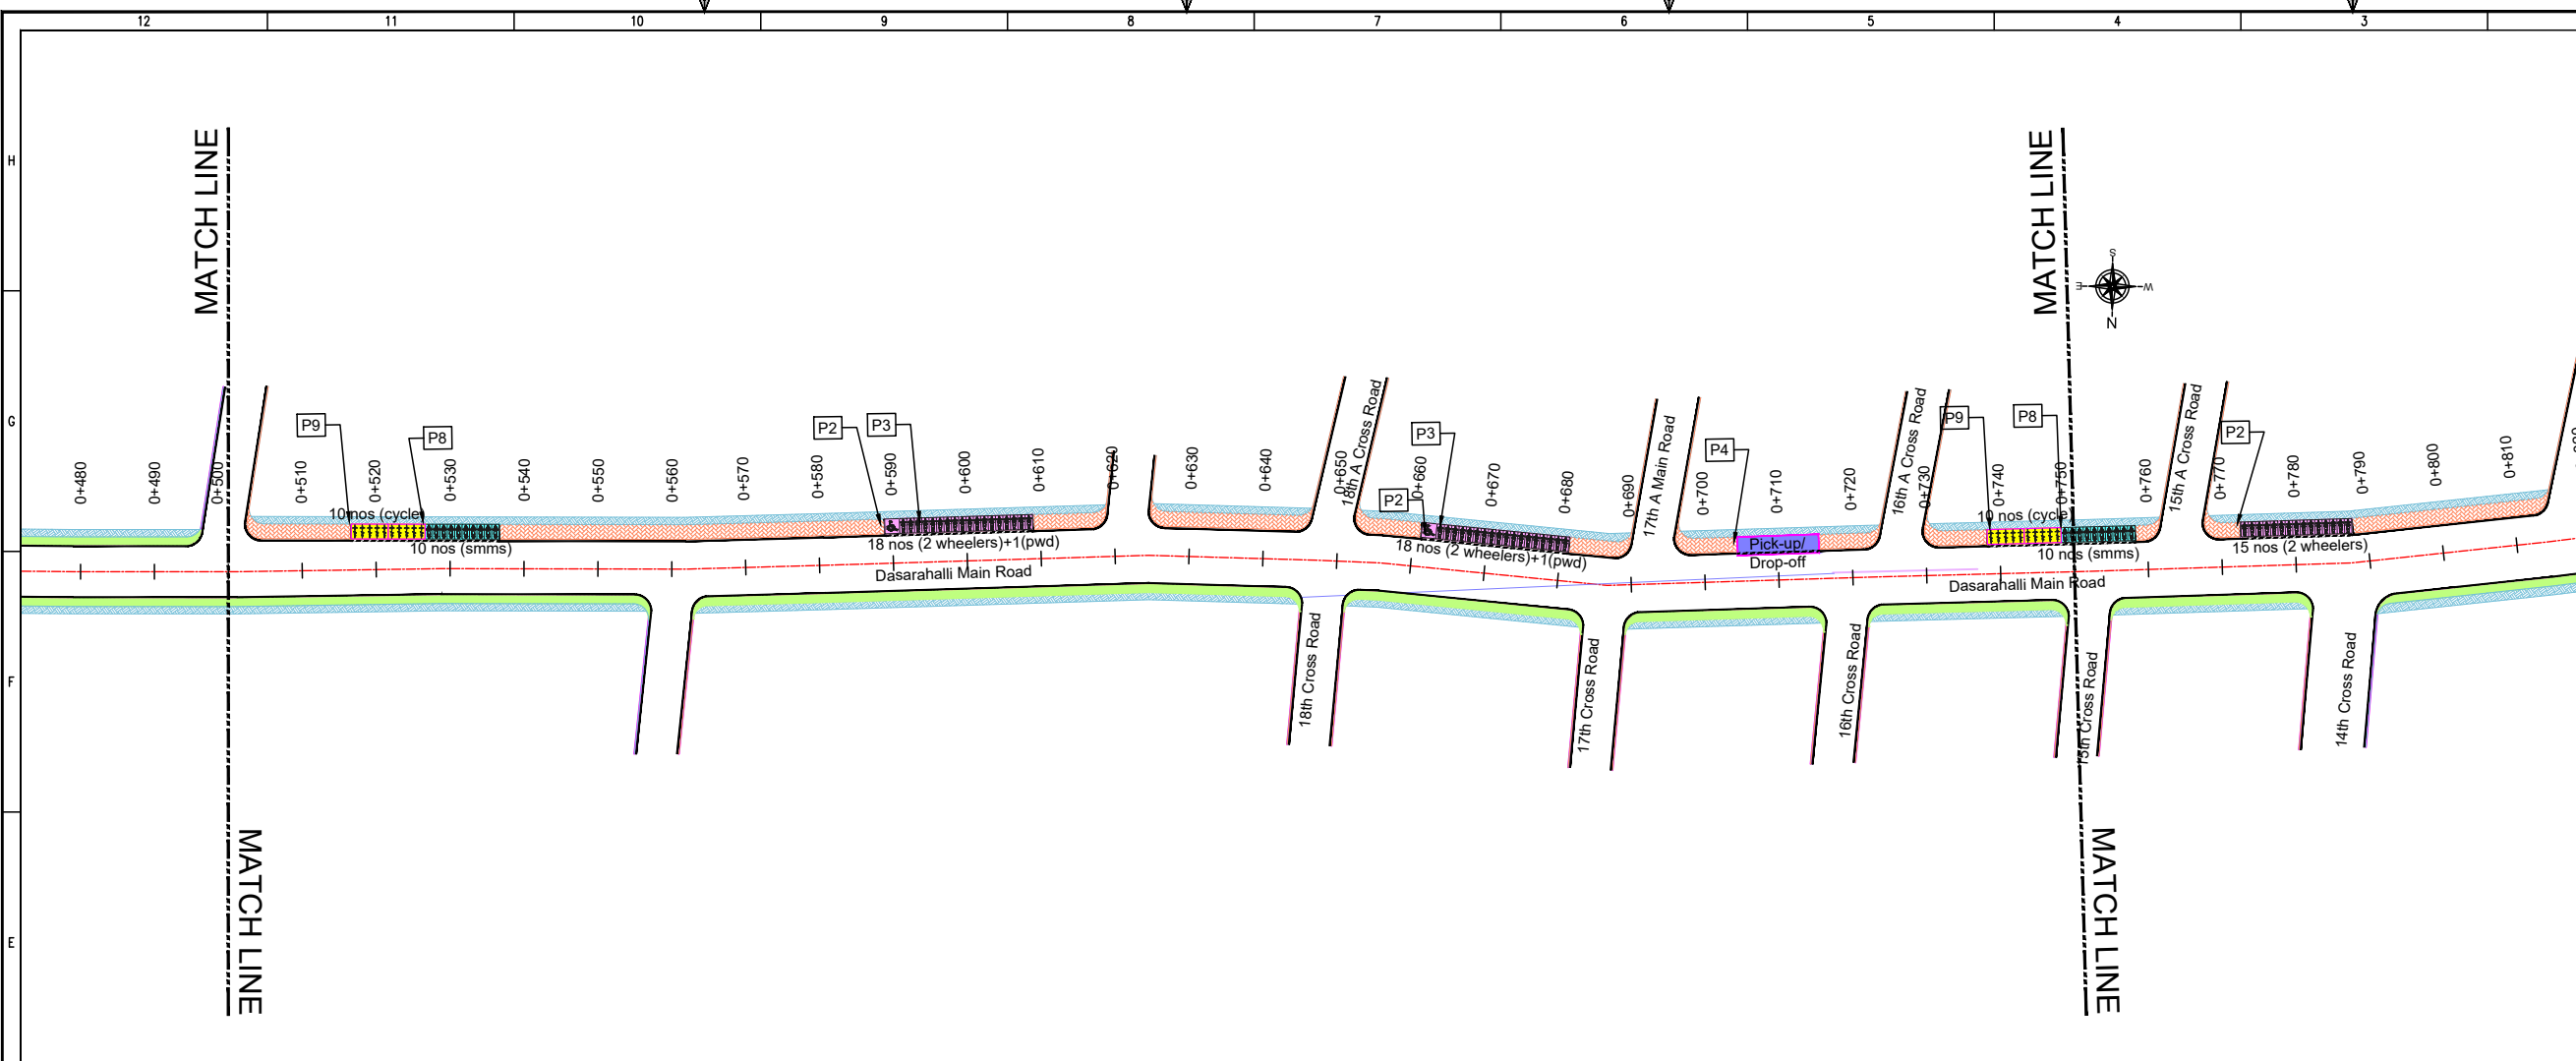 12 11 10 9 8 7 6 5 4 3
H
G
F
E
MATCH LINE
MATCH LINE
MATCH LINE
MATCH LINE
S
E W
N
P9
P8
P2
P3
P3
P2
P4
P9
P8
P2
0+480
0+490
0+500
0+510
0+520
0+530
0+540
0+550
0+560
0+570
0+580
0+590
0+600
0+610
0+620
0+630
0+640
0+650
0+660
0+670
0+680
0+690
0+700
0+710
0+720
0+730
0+740
0+750
0+760
0+770
0+780
0+790
0+800
0+810
18th A Cross Road
17th A Main Road
16th A Cross Road
15th A Cross Road
10 nos (cycle
10 nos (smms)
18 nos (2 wheelers)+1(pwd)
18 nos (2 wheelers)+1(pwd)
Pick-up/
Drop-off
10 nos (cycle
10 nos (smms)
15 nos (2 wheelers)
Dasarahalli Main Road
Dasarahalli Main Road
18th Cross Road
17th Cross Road
16th Cross Road
15th Cross Road
14th Cross Road